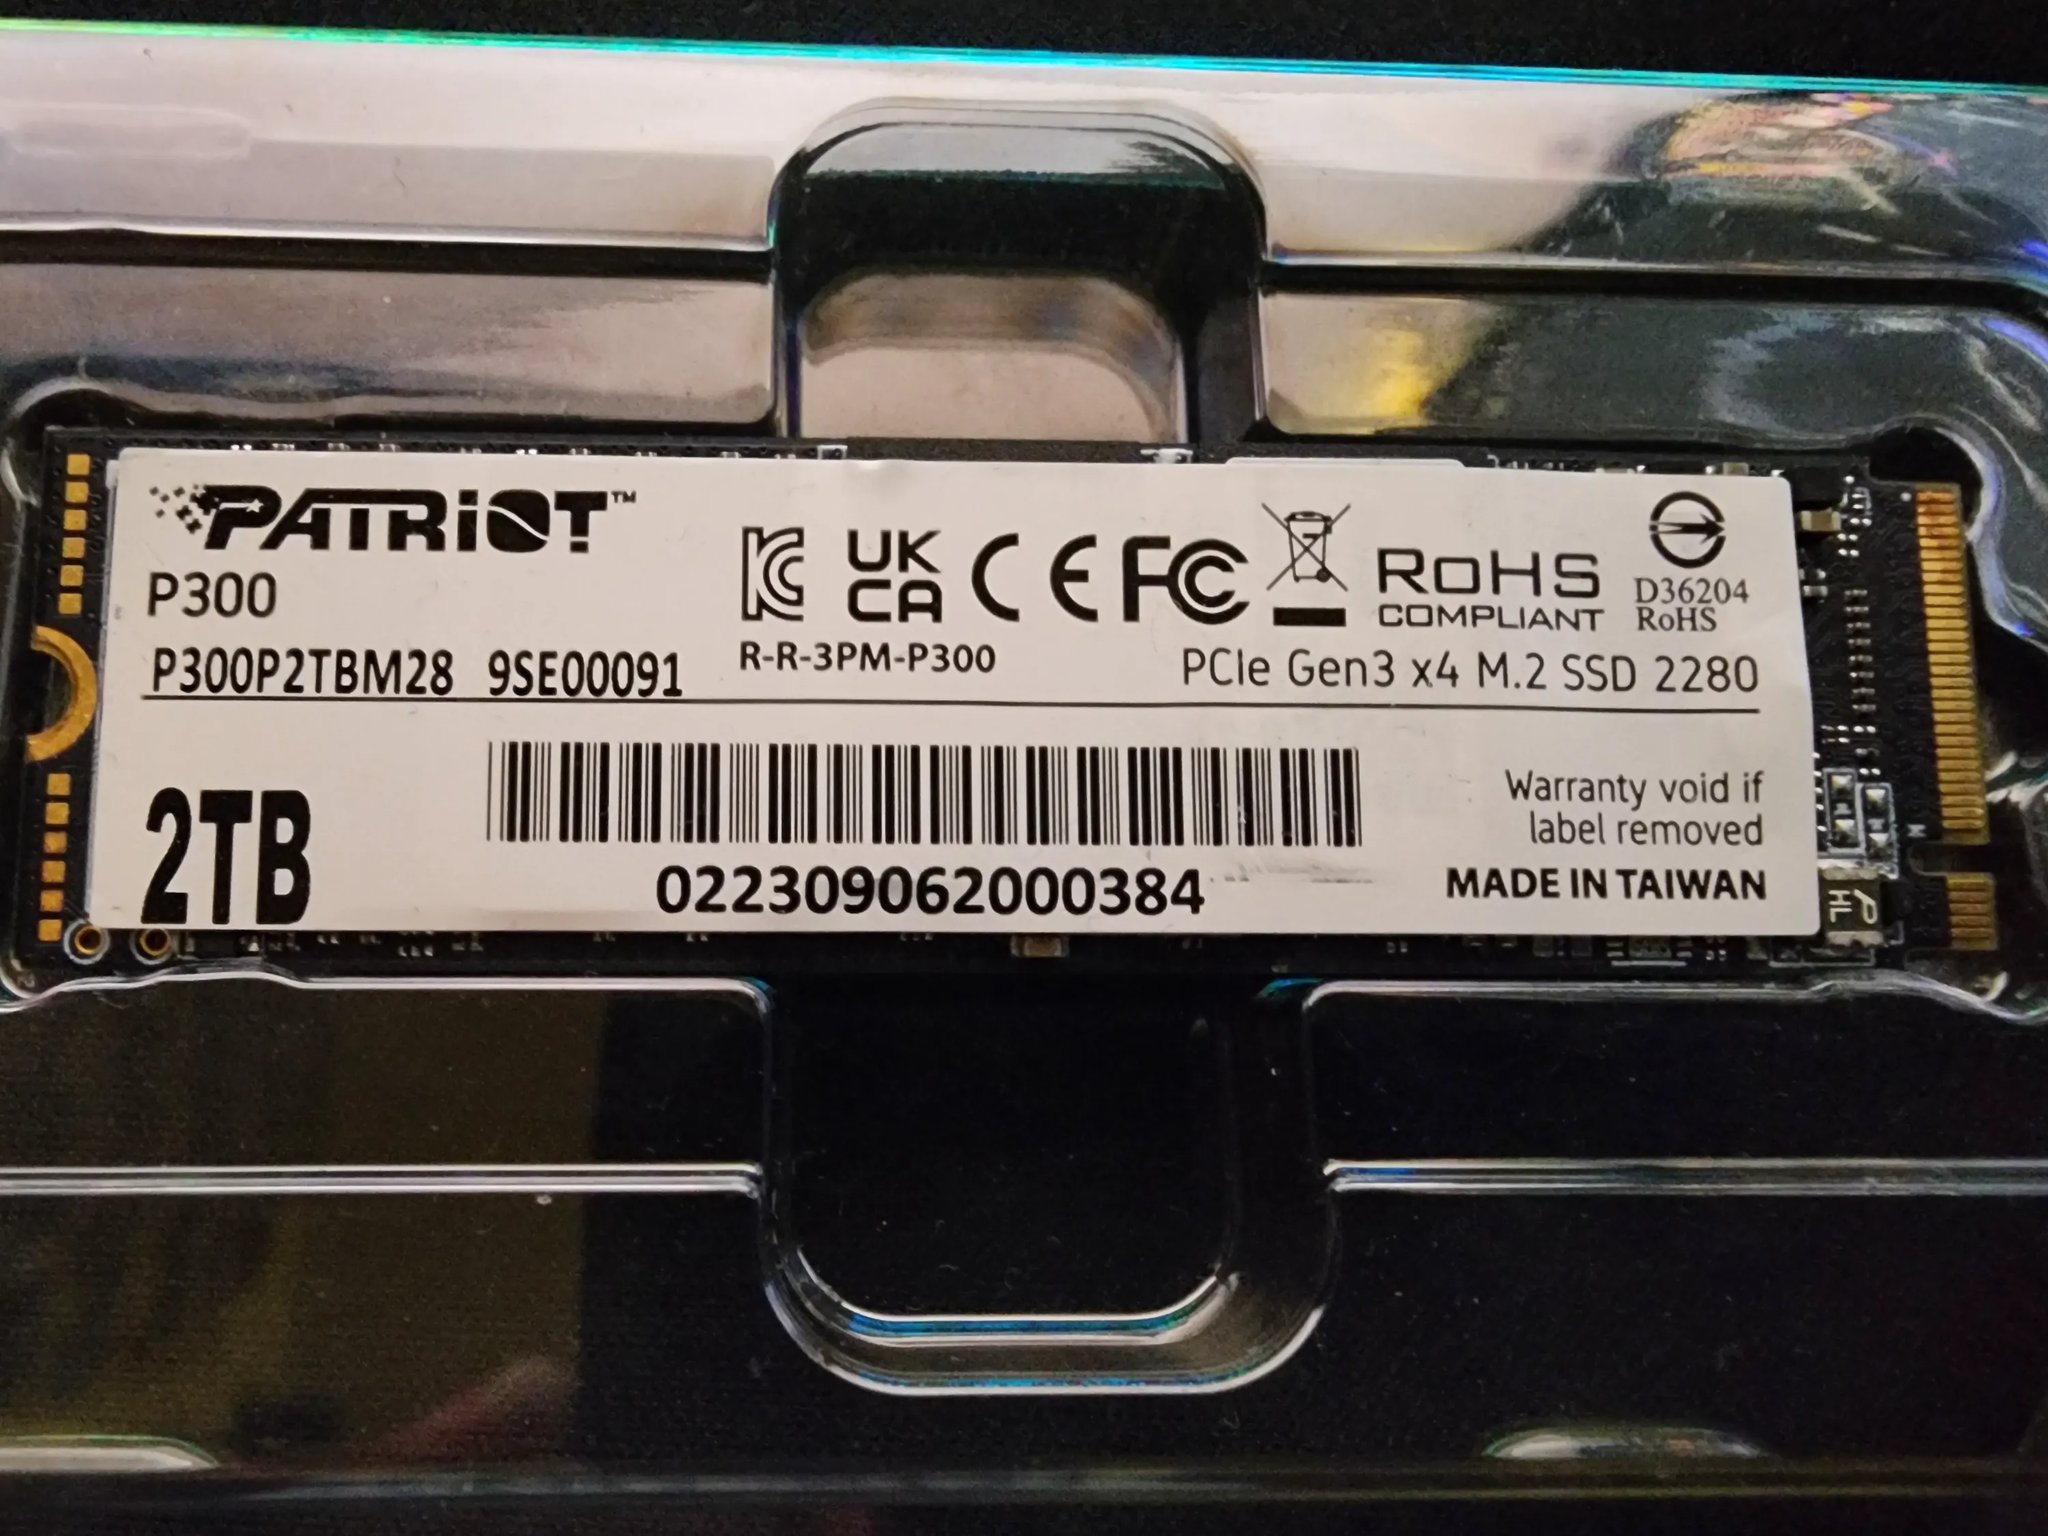 PATRIOT™
P300
P300P2TBM28 9SE00091
UK
CA
CE FC
R-R-3PM-P300
RoHS
COMPLIANT
D36204
RoHS
PCIe Gen3 x4 M.2 SSD 2280
2TB
022309062000384
Warranty void if
label removed
MADE IN TAIWAN
HL